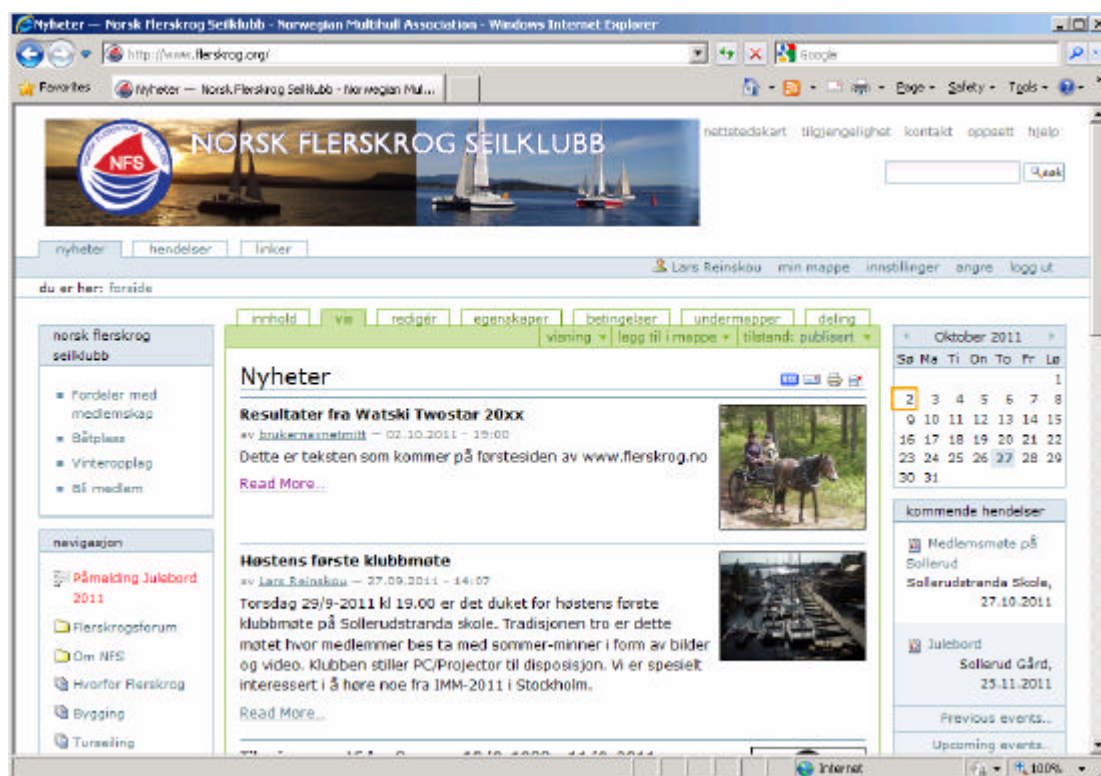 Nyheter — Norsk Flerskrog Seilklubb - Norwegian Multihull Association - Windows Internet Explorer
http://www.flerskrog.org/
Google
Favorites
Nyheter — Norsk Flerskrog Seilklubb - Norwegian Mul...
Page
Safety
Tools
NORSK FLERSKROG SEILKLUBB
NFS
nettstedskart tilgjengelighet kontakt oppsett hjelp
søk
nyheter hendelser linker
Lars Reinskou min mappe innstillinger angre logg ut
du er her: forside
innhold vis redigér egenskaper betingelser undermapper deling
visning legg til i mappe tilstand: publisert
norsk flerskrog
seilklubb
Fordeler med
medlemskap
Båtplass
Vinteropplag
Bli medlem
navigasjon
Påmelding Julebord
2011
Flerskrogsforum
Om NFS
Hvorfor Flerskrog
Bygging
Turseiling
Nyheter
Resultater fra Watski Twostar 20xx
av brukernavnetmitt — 02.10.2011 - 19:00
Dette er teksten som kommer på førstesiden av www.flerskrog.no
Read More...
Høstens første klubbmøte
av Lars Reinskou — 27.09.2011 - 14:07
Torsdag 29/9-2011 kl 19.00 er det duket for høstens første
klubbmøte på Sollerudstranda skole. Tradisjonen tro er dette
møtet hvor medlemmer bes ta med sommer-minner i form av bilder
og video. Klubben stiller PC/Projector til disposisjon. Vi er spesielt
interessert i å høre noe fra IMM-2011 i Stockholm.
Read More...
Oktober 2011
Sø Ma Ti On To Fr Lø
1
2 3 4 5 6 7 8
9 10 11 12 13 14 15
16 17 18 19 20 21 22
23 24 25 26 27 28 29
30 31
kommende hendelser
Medlemsmøte på
Sollerud
Sollerudstranda Skole,
27.10.2011
Julebord
Sollerud Gård,
25.11.2011
Previous events...
Upcoming events...
Internet
100%